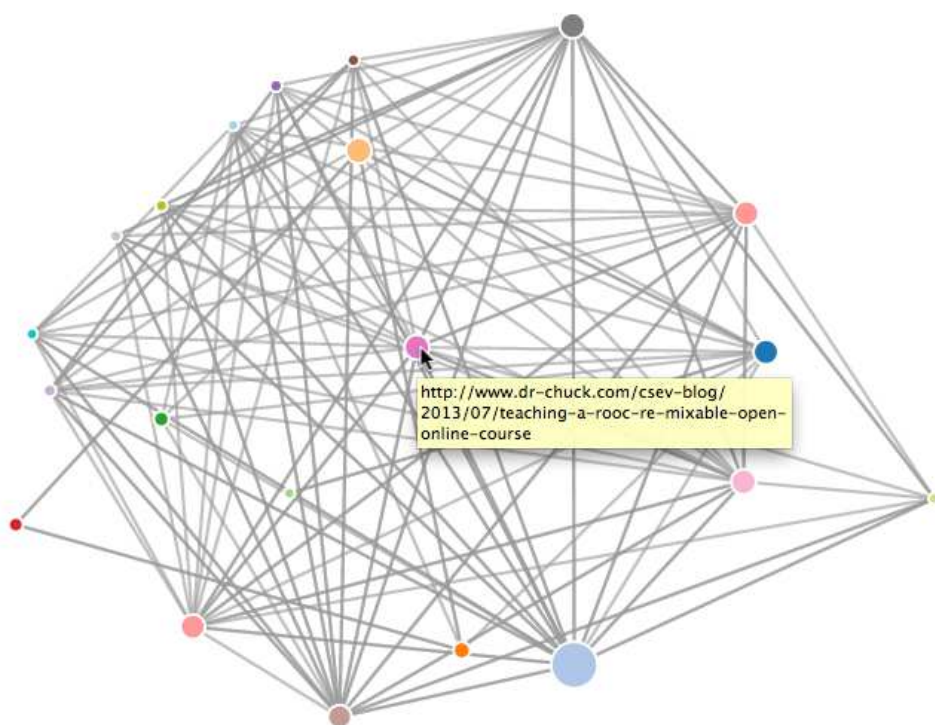 http://www.dr-chuck.com/csev-blog/
2013/07/teaching-a-rooc-re-mixable-open-
online-course